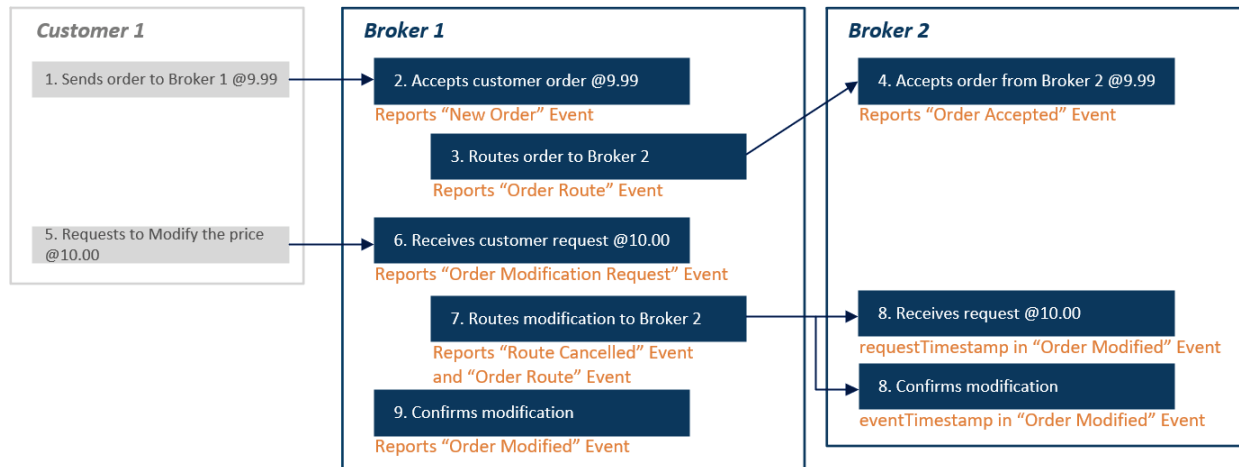 Customer 1
1. Sends order to Broker 1 @9.99
5. Requests to Modify the price
@10.00
Broker 1
2. Accepts customer order @9.99
Reports “New Order” Event
3. Routes order to Broker 2
Reports “Order Route” Event
6. Receives customer request @10.00
Reports “Order Modification Request” Event
7. Routes modification to Broker 2
Reports “Route Cancelled” Event
and “Order Route” Event
9. Confirms modification
Reports “Order Modified” Event
Broker 2
4. Accepts order from Broker 2 @9.99
Reports “Order Accepted” Event
8. Receives request @10.00
requestTimestamp in “Order Modified” Event
8. Confirms modification
eventTimestamp in “Order Modified” Event